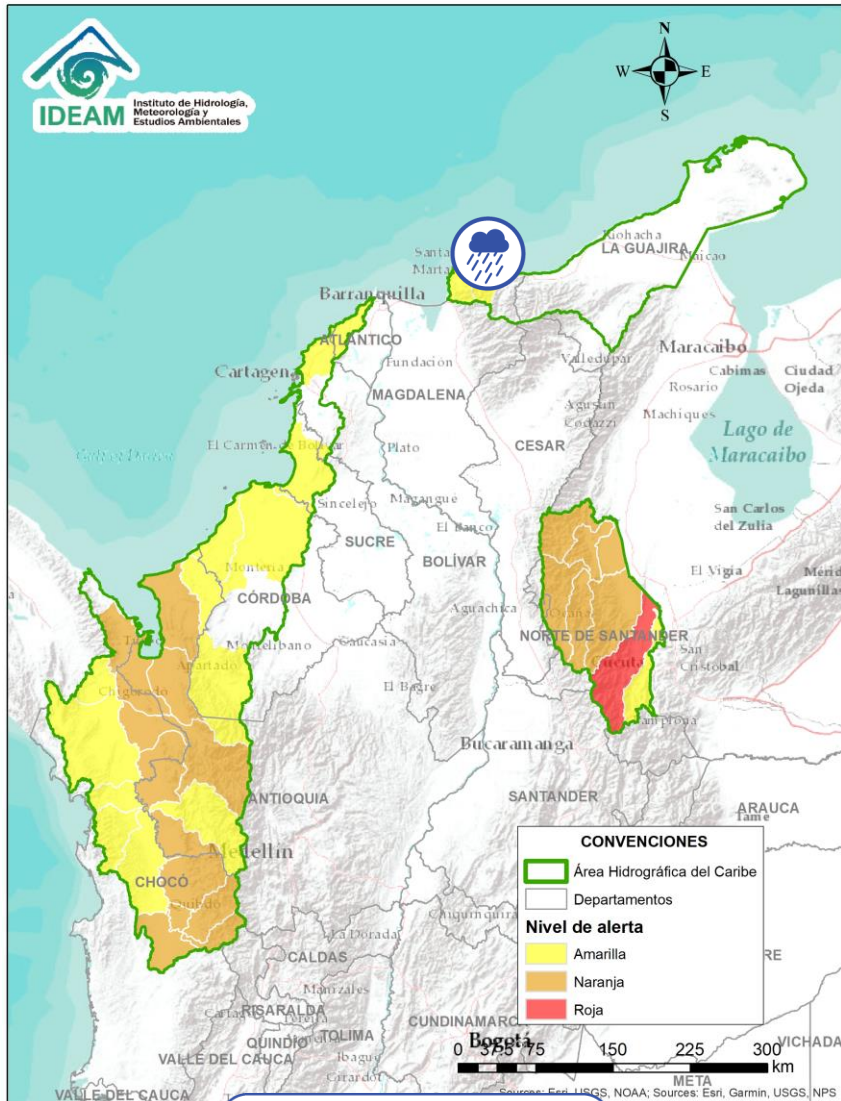 N
W E
S
IDEAM
Instituto de Hidrología,
Meteorología y
Estudios Ambientales
Riohacha
LA GUAJIRA
Maicao
Santa
Marta
Barranquilla
ATLÁNTICO
Cartagena
Fundación
Valledupar
Maracaibo
Cabimas
Ciudad
Ojeda
Rosario
Machiques
MAGDALENA
Agustín
Codazzi
Lago de
Maracaibo
El Carmen de Bolívar
Plato
CESAR
Sincelejo
Magangué
El Banco
San Carlos
del Zulia
SUCRE
BOLÍVAR
Montería
El Vigía
Lagunillas
CÓRDOBA
Aguachica
Ocaña
NORTE DE SANTANDER
Cúcuta
San
Cristóbal
Montelíbano
Caucasia
Apartadó
El Bagre
Chigorodó
Pamplona
Bucaramanga
ANTIOQUIA
SANTANDER
ARAUCA
Tame
Medellín
CHOCÓ
Quibdó
Chiquinquirá
La Dorada
CALDAS
Manizales
RISARALDA
Pereira
CUNDINAMARCA
QUINDÍO
TOLIMA
Bogotá
VALLE DEL CAUCA
Ibagué
Girardot
VICHADA
META
VALLE DEL CAUCA
CONVENCIONES
Área Hidrográfica del Caribe
Departamentos
Nivel de alerta
Amarilla
Naranja
Roja
0 37.5 75 150 225 300
km
Sources: Esri, USGS, NOAA; Sources: Esri, Garmin, USGS, NPS